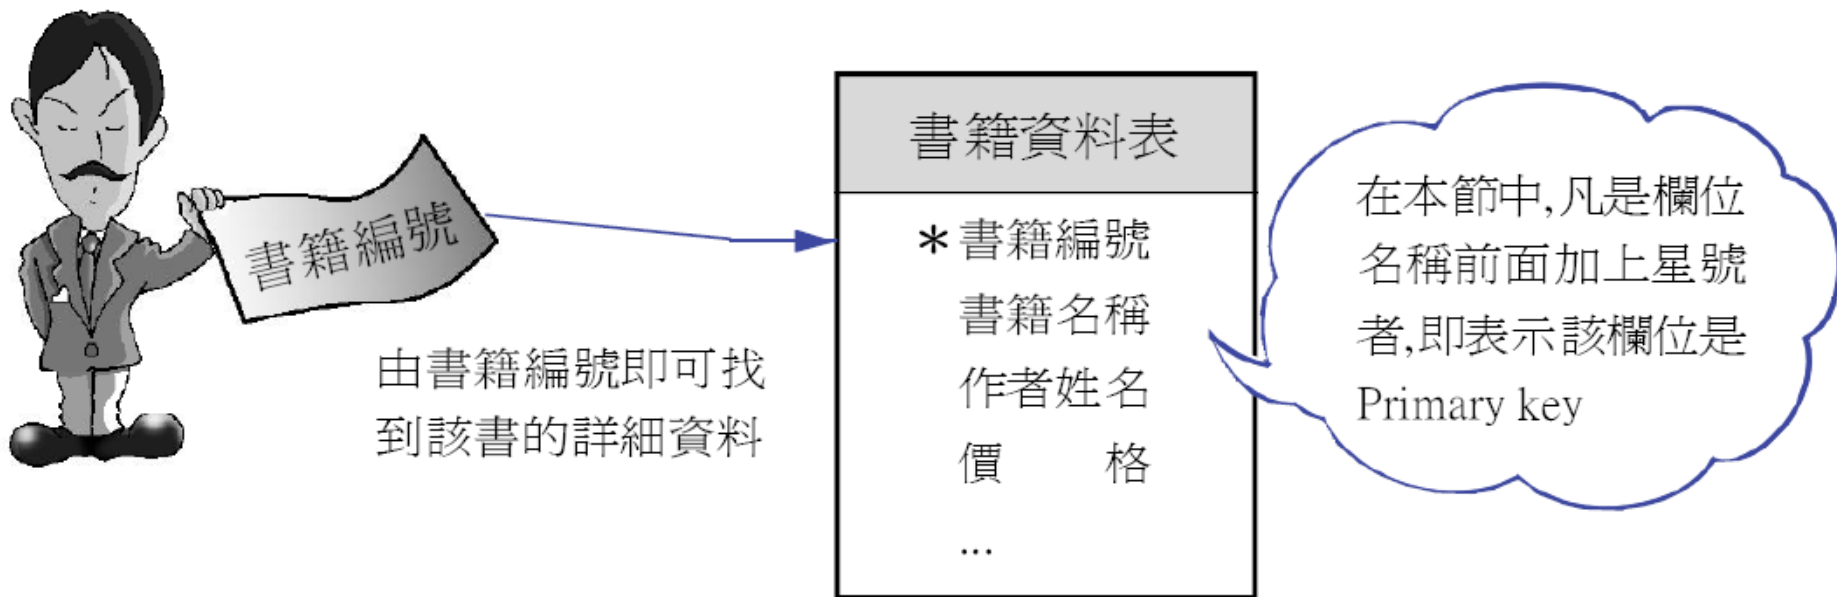 書籍編號
由書籍編號即可找
到該書的詳細資料
書籍資料表
*書籍編號
書籍名稱
作者姓名
價　　格
...
在本節中,凡是欄位
名稱前面加上星號
者,即表示該欄位是
Primary key